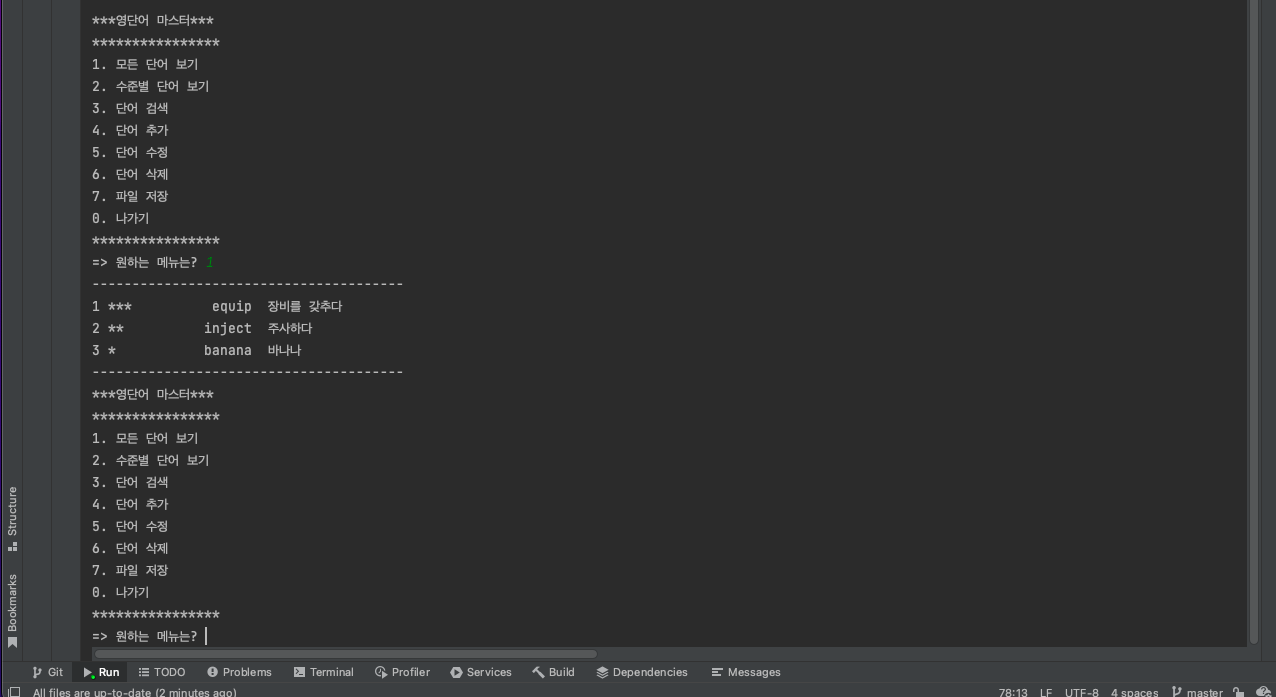 ***영단어 마스터***
****************
1. 모든 단어 보기
2. 수준별 단어 보기
3. 단어 검색
4. 단어 추가
5. 단어 수정
6. 단어 삭제
7. 파일 저장
0. 나가기
****************
=> 원하는 메뉴는? 1
---------------------------------------
1 *** equip 장비를 갖추다
2 ** inject 주사하다
3 * banana 바나나
---------------------------------------
***영단어 마스터***
****************
1. 모든 단어 보기
2. 수준별 단어 보기
3. 단어 검색
4. 단어 추가
5. 단어 수정
6. 단어 삭제
7. 파일 저장
0. 나가기
****************
=> 원하는 메뉴는?
Structure
Bookmarks
Git Run TODO Problems Terminal Profiler Services Build Dependencies Messages
All files are up-to-date (2 minutes ago) 78:13 LF UTF-8 4 spaces master